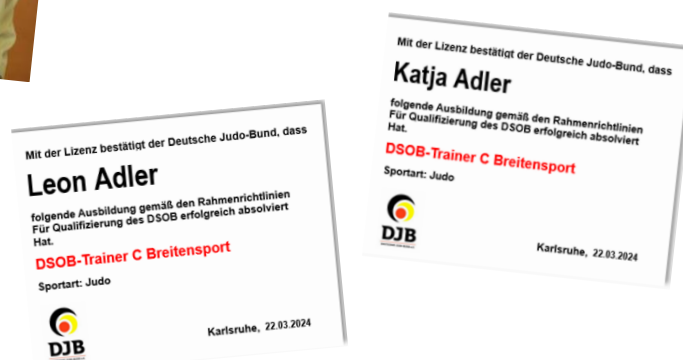 Mit der Lizenz bestätigt der Deutsche Judo-Bund, dass
Leon Adler
folgende Ausbildung gemäß den Rahmenrichtlinien
Für Qualifizierung des DSOB erfolgreich absolviert
Hat.
DSOB-Trainer C Breitensport
Sportart: Judo
DJB
Karlsruhe, 22.03.2024
Mit der Lizenz bestätigt der Deutsche Judo-Bund, dass
Katja Adler
folgende Ausbildung gemäß den Rahmenrichtlinien
Für Qualifizierung des DSOB erfolgreich absolviert
Hat.
DSOB-Trainer C Breitensport
Sportart: Judo
DJB
Karlsruhe, 22.03.2024